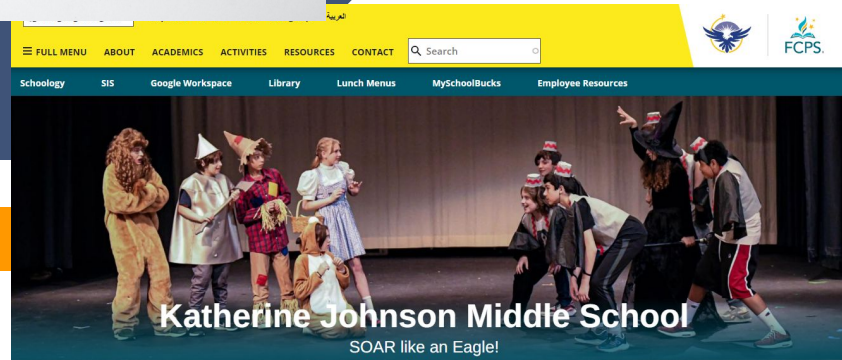 العربية
≡ FULL MENU ABOUT ACADEMICS ACTIVITIES RESOURCES CONTACT Search
FCPS.
Schoology SIS Google Workspace Library Lunch Menus MySchoolBucks Employee Resources
Katherine Johnson Middle School
SOAR like an Eagle!